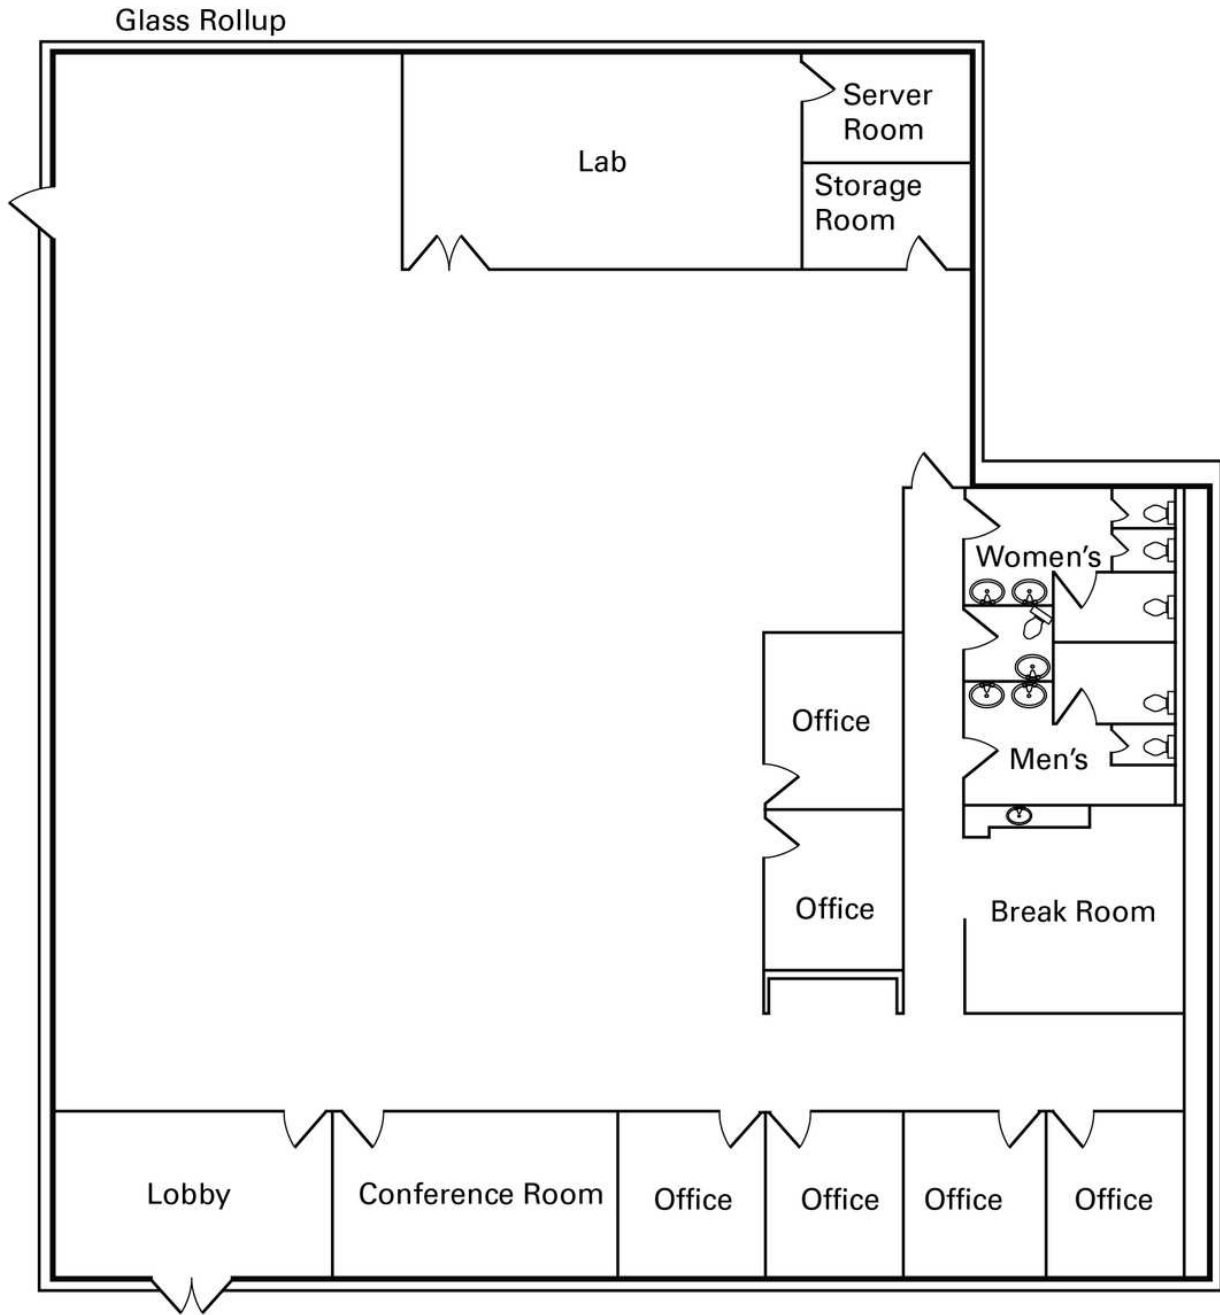 Glass Rollup
Server
Room
Lab
Storage
Room
Women's
Office
Men's
Office
Break Room
Lobby
Conference Room
Office
Office
Office
Office